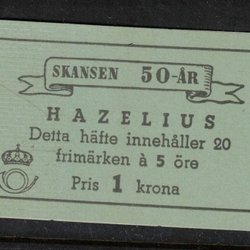 SKANSEN 50-ÅR
HAZELIUS
Detta häfte innehåller 20
frimärken à 5 öre
Pris 1 krona